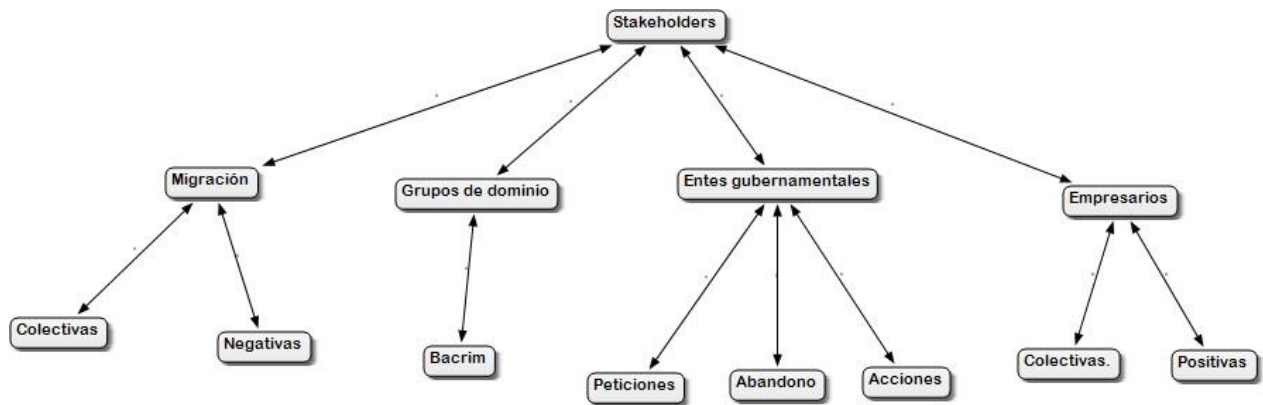 Stakeholders
Migración
Grupos de dominio
Entes gubernamentales
Empresarios
Colectivas
Negativas
Bacrim
Peticiones
Abandono
Acciones
Colectivas.
Positivas